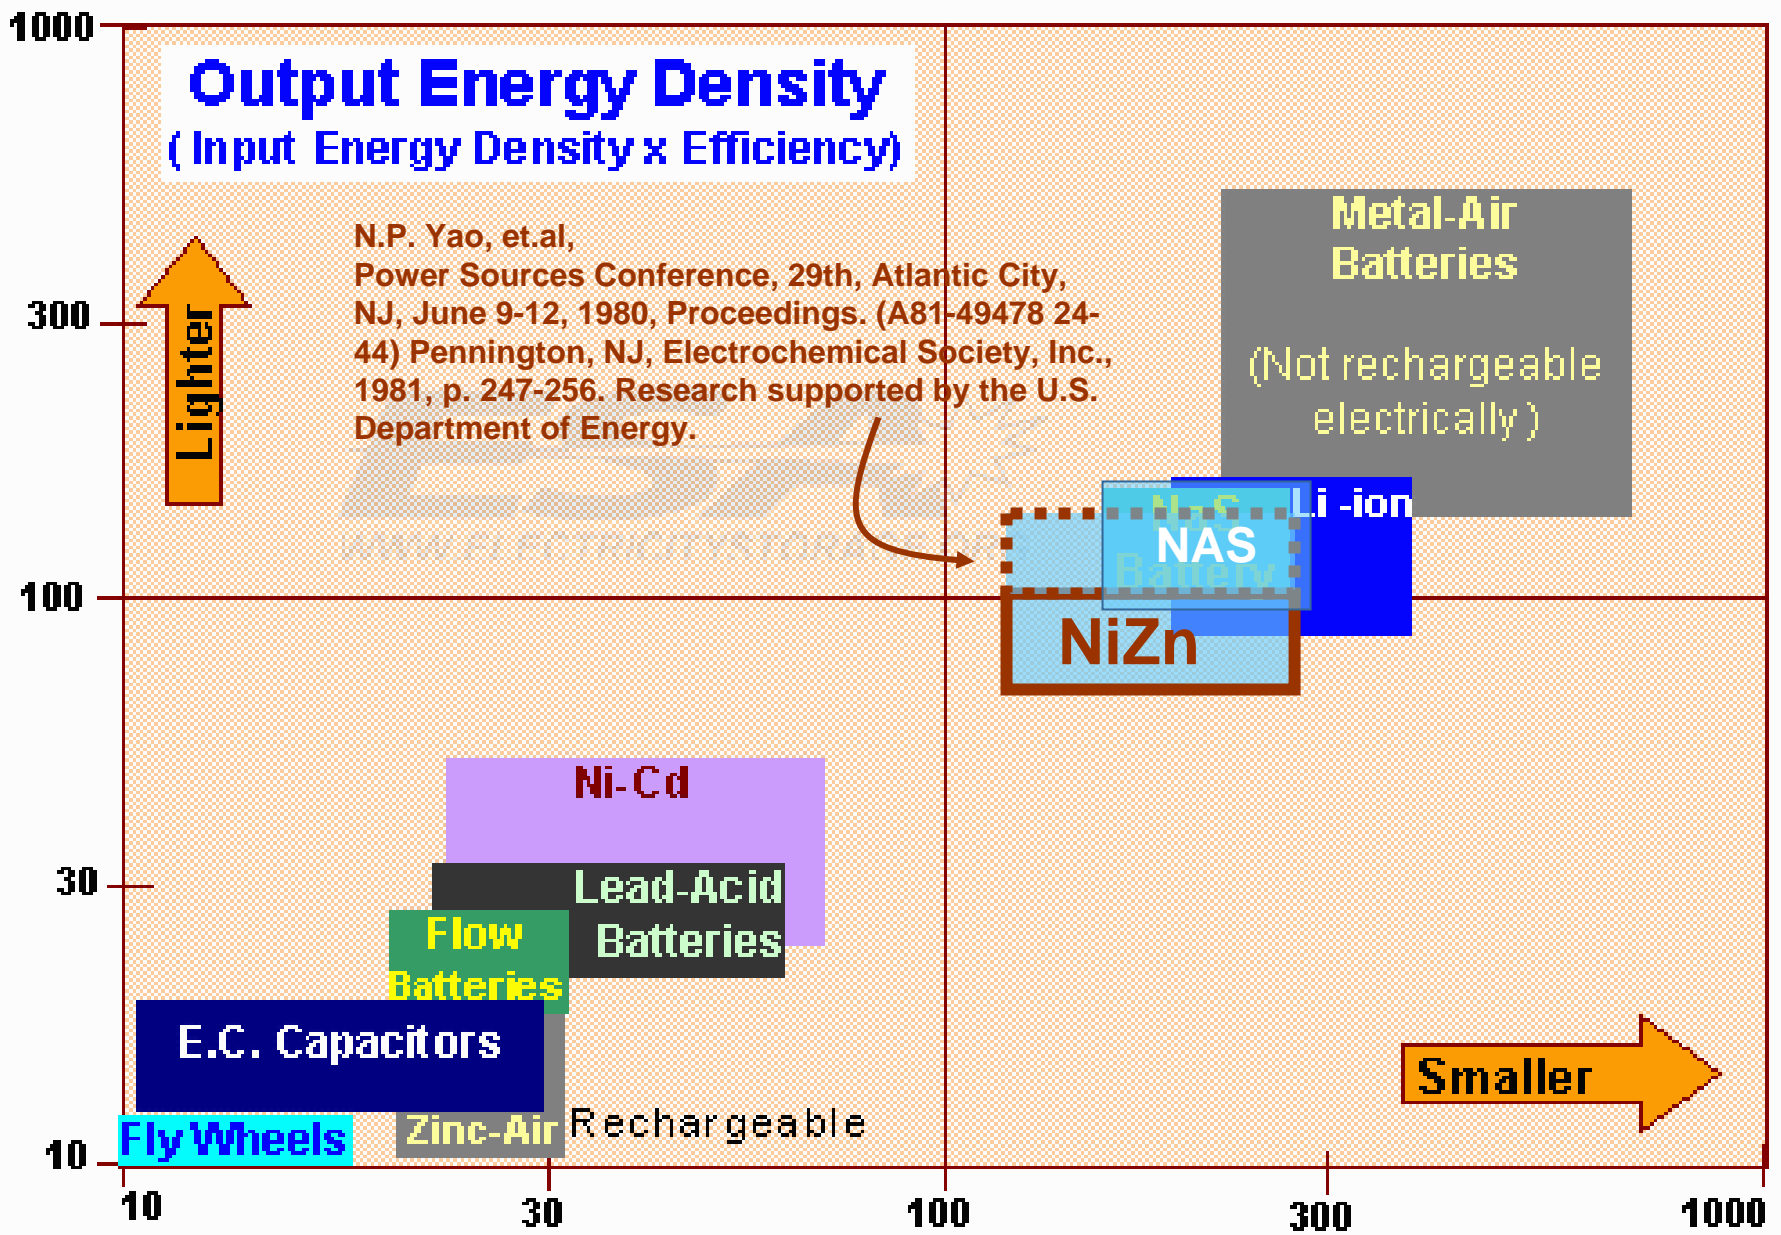 1000
Output Energy Density
( Input Energy Density x Efficiency)
N.P. Yao, et.al,
Power Sources Conference, 29th, Atlantic City,
NJ, June 9-12, 1980, Proceedings. (A81-49478 24-
44) Pennington, NJ, Electrochemical Society, Inc.,
1981, p. 247-256. Research supported by the U.S.
Department of Energy.
Lighter
300
Metal-Air
Batteries
(Not rechargeable
electrically )
Li -ion
NaS
Battery
NAS
100
NiZn
Ni-Cd
30
Lead-Acid
Batteries
Flow
Batteries
E.C. Capacitors
Smaller
Zinc-Air Rechargeable
Fly Wheels
10
10
30
100
300
1000